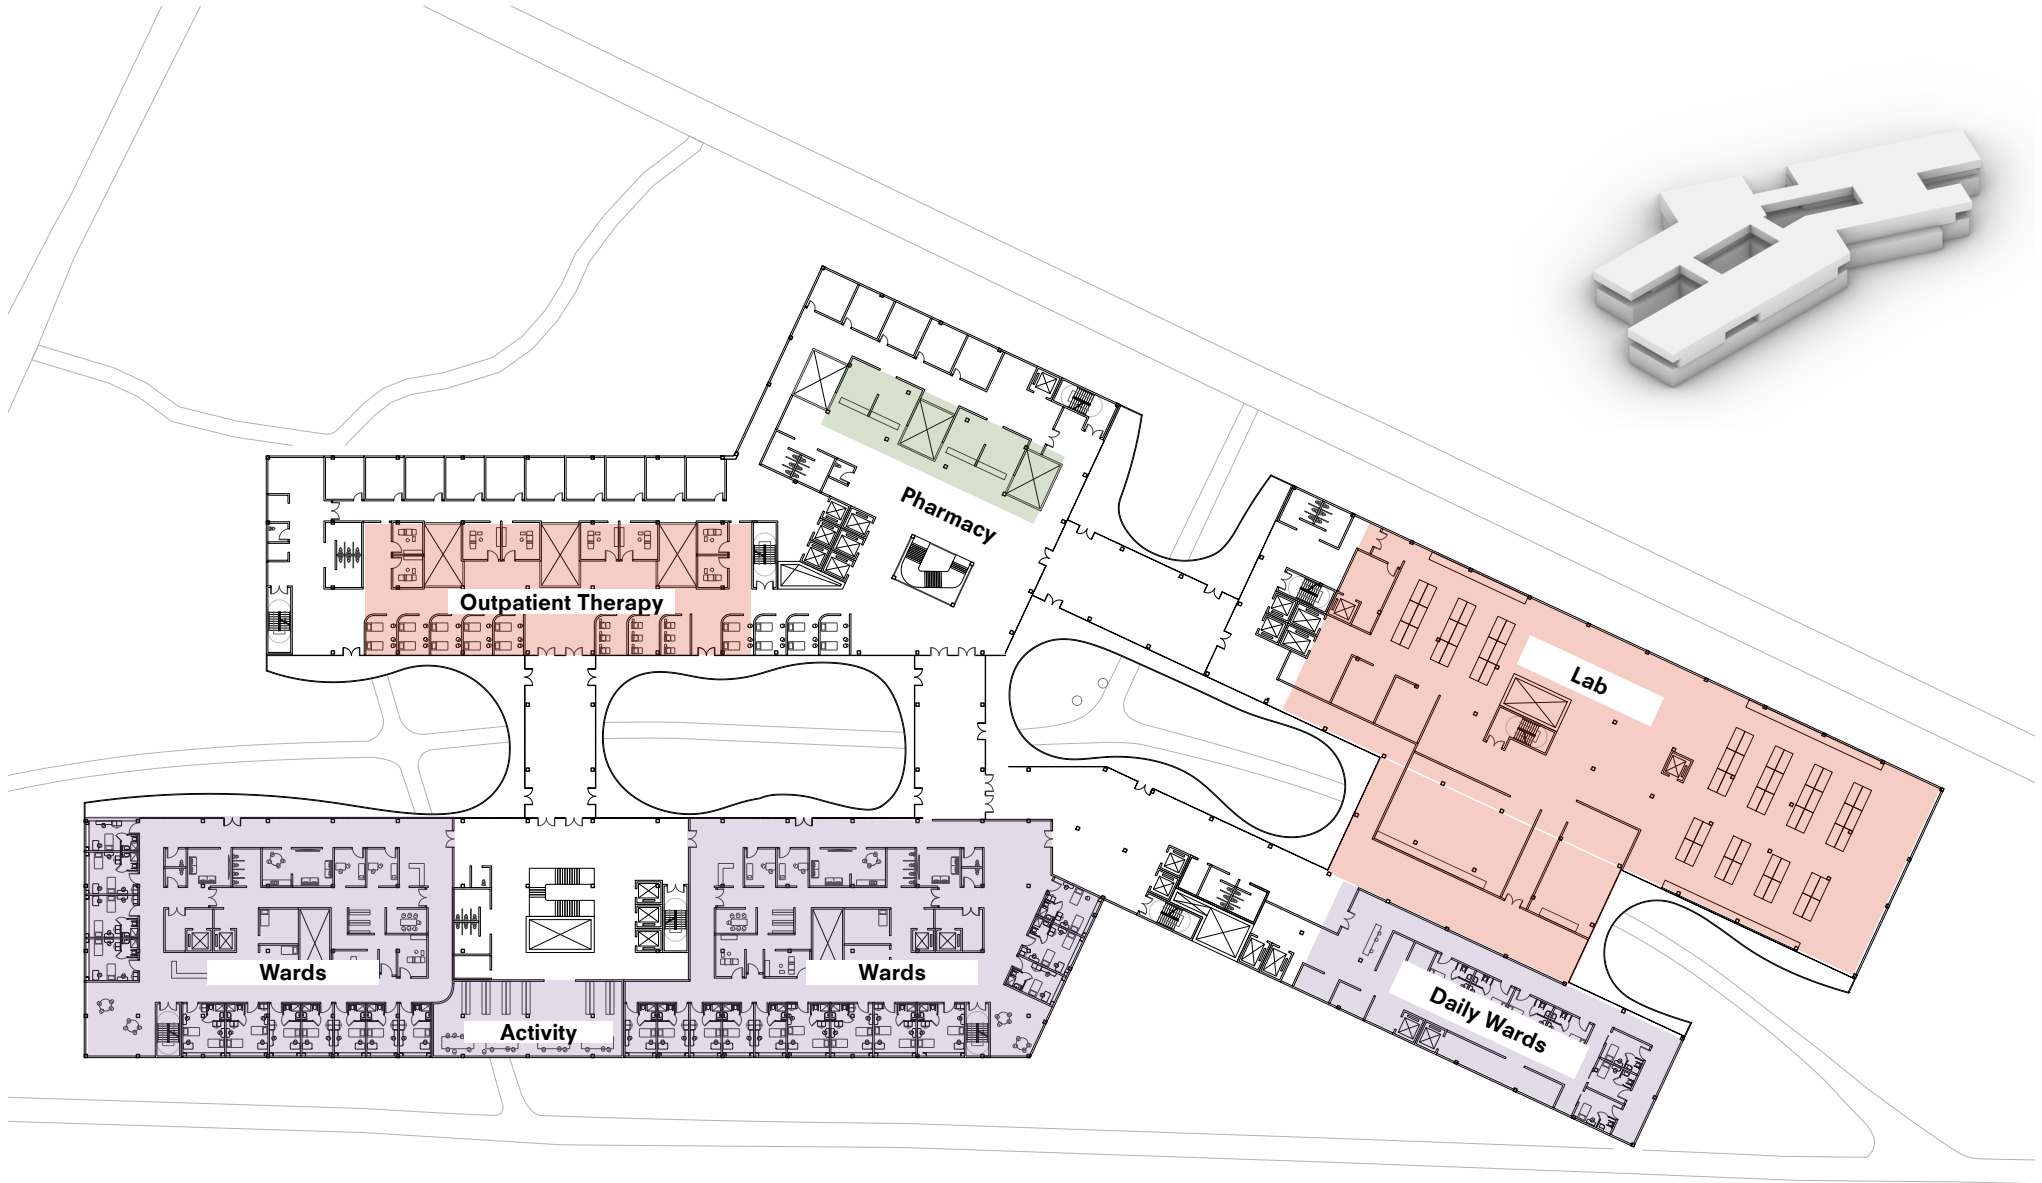 Pharmacy
Outpatient Therapy
Lab
Wards
Wards
Daily Wards
Activity